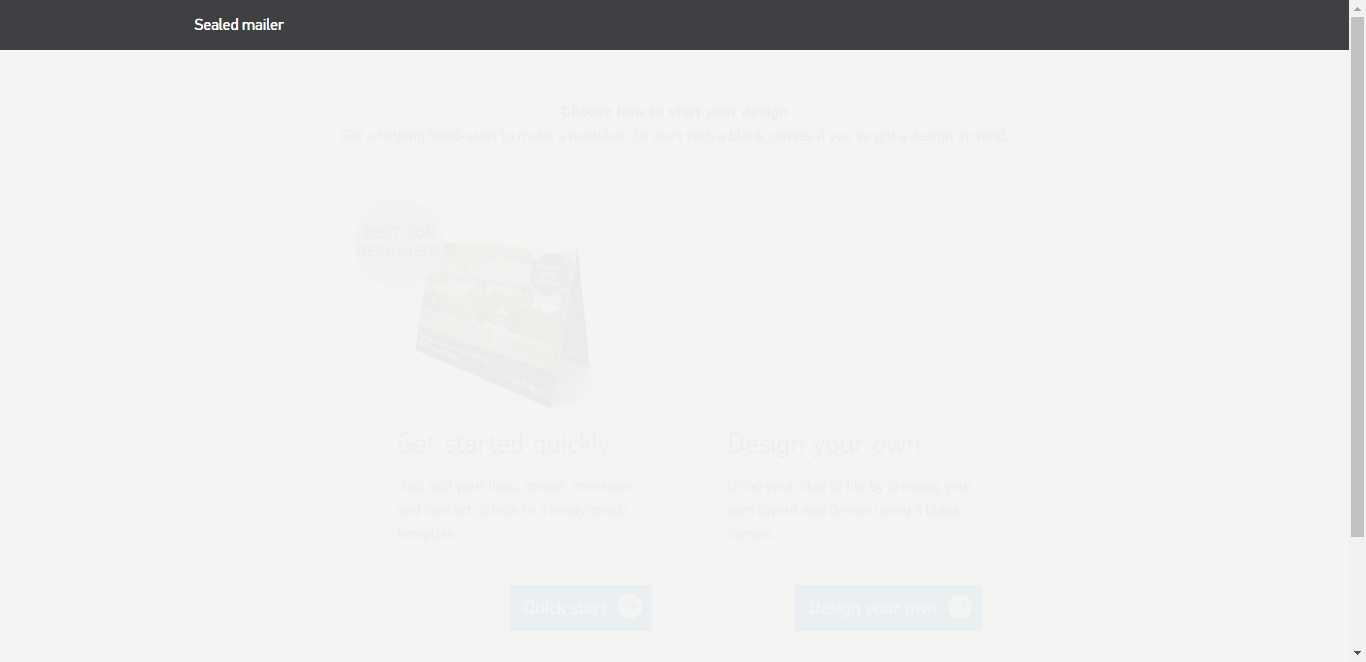 Sealed mailer
Choose how to start your design
Get a helping head-start to make a mailshot. Or start with a blank canvas if you've got a design in mind.
BEST FOR
BEGINNERS
Get started quickly
Design your own
Just add your logo, image, message
and contact details to a ready-made
template.
Bring your idea to life by creating your
own layout and design using a blank
canvas.
Quick start
Design your own